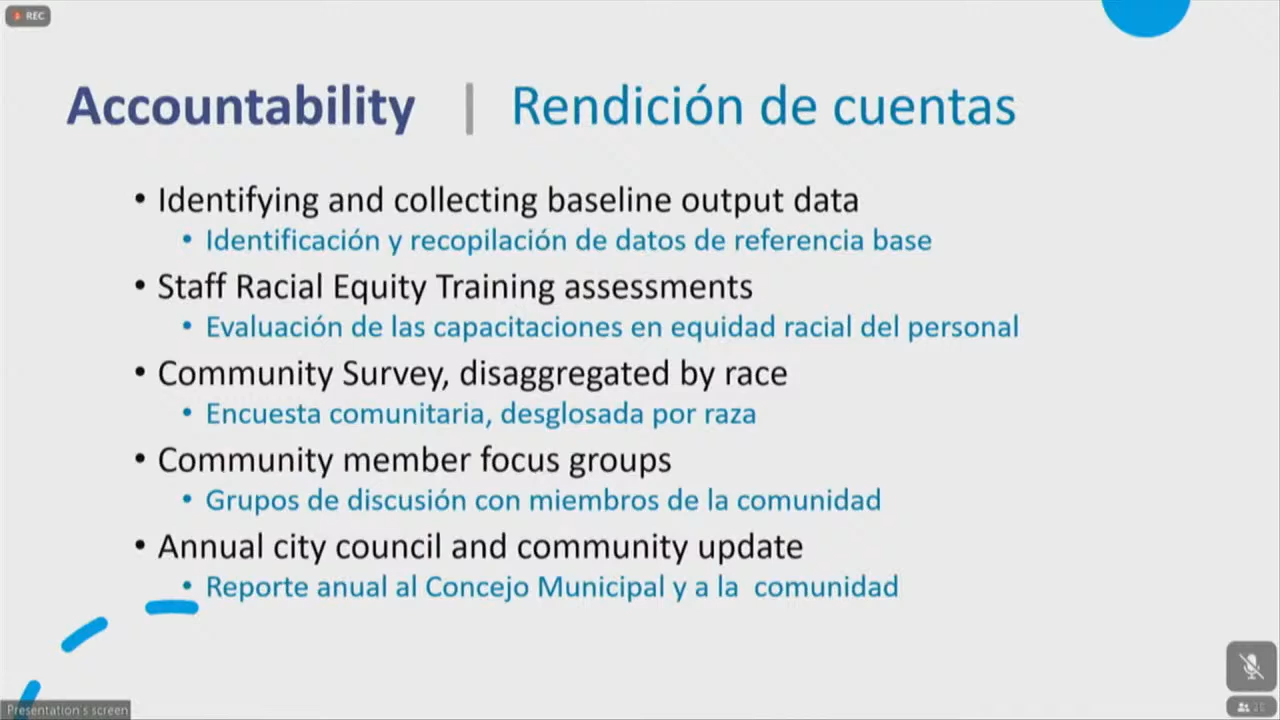 REC
Accountability | Rendición de cuentas
• Identifying and collecting baseline output data
• Identificación y recopilación de datos de referencia base
• Staff Racial Equity Training assessments
• Evaluación de las capacitaciones en equidad racial del personal
• Community Survey, disaggregated by race
• Encuesta comunitaria, desglosada por raza
• Community member focus groups
• Grupos de discusión con miembros de la comunidad
• Annual city council and community update
• Reporte anual al Concejo Municipal y a la comunidad
Presentation's screen